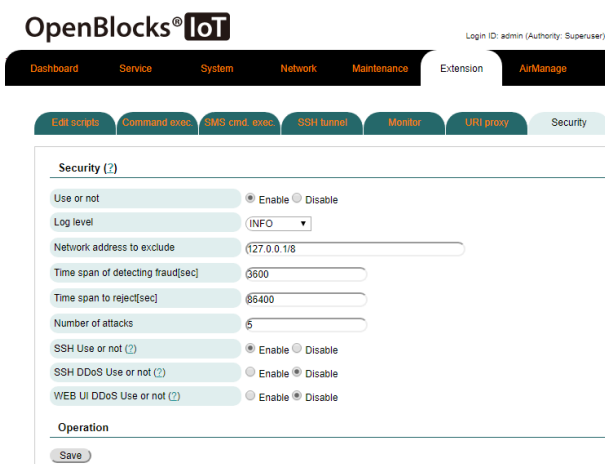 OpenBlocks® IoT
Login ID: admin (Authority: Superuser)
Dashboard Service System Network Maintenance Extension AirManage
Edit scripts Command exec. SMS cmd. exec. SSH tunnel Monitor URI proxy Security
Security (?)
Use or not Enable Disable
Log level INFO
Network address to exclude 127.0.0.1/8
Time span of detecting fraud[sec] 3600
Time span to reject[sec] 86400
Number of attacks 5
SSH Use or not (?) Enable Disable
SSH DDoS Use or not (?) Enable Disable
WEB UI DDoS Use or not (?) Enable Disable
Operation
Save